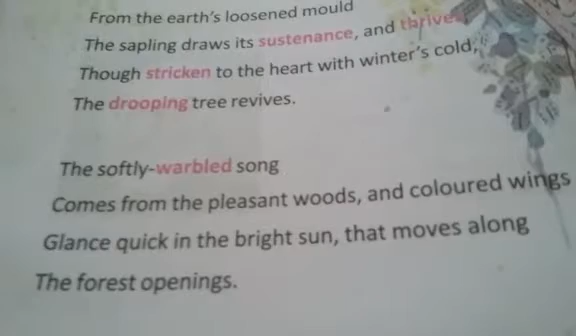 From the earth's loosened mould
The sapling draws its sustenance, and thrives,
Though stricken to the heart with winter's cold,
The drooping tree revives.
The softly-warbled song
Comes from the pleasant woods, and coloured wings
Glance quick in the bright sun, that moves along
The forest openings.